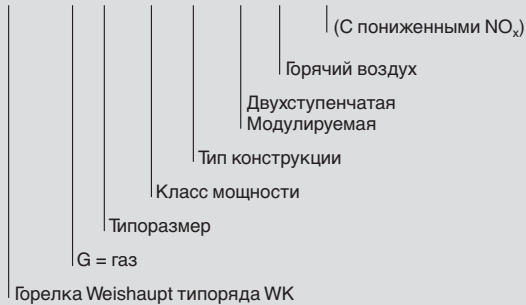 (С пониженными NOx)
Горячий воздух
Двухступенчатая
Модулируемая
Тип конструкции
Класс мощности
Типоразмер
G = газ
Горелка Weishaupt типоряда WK